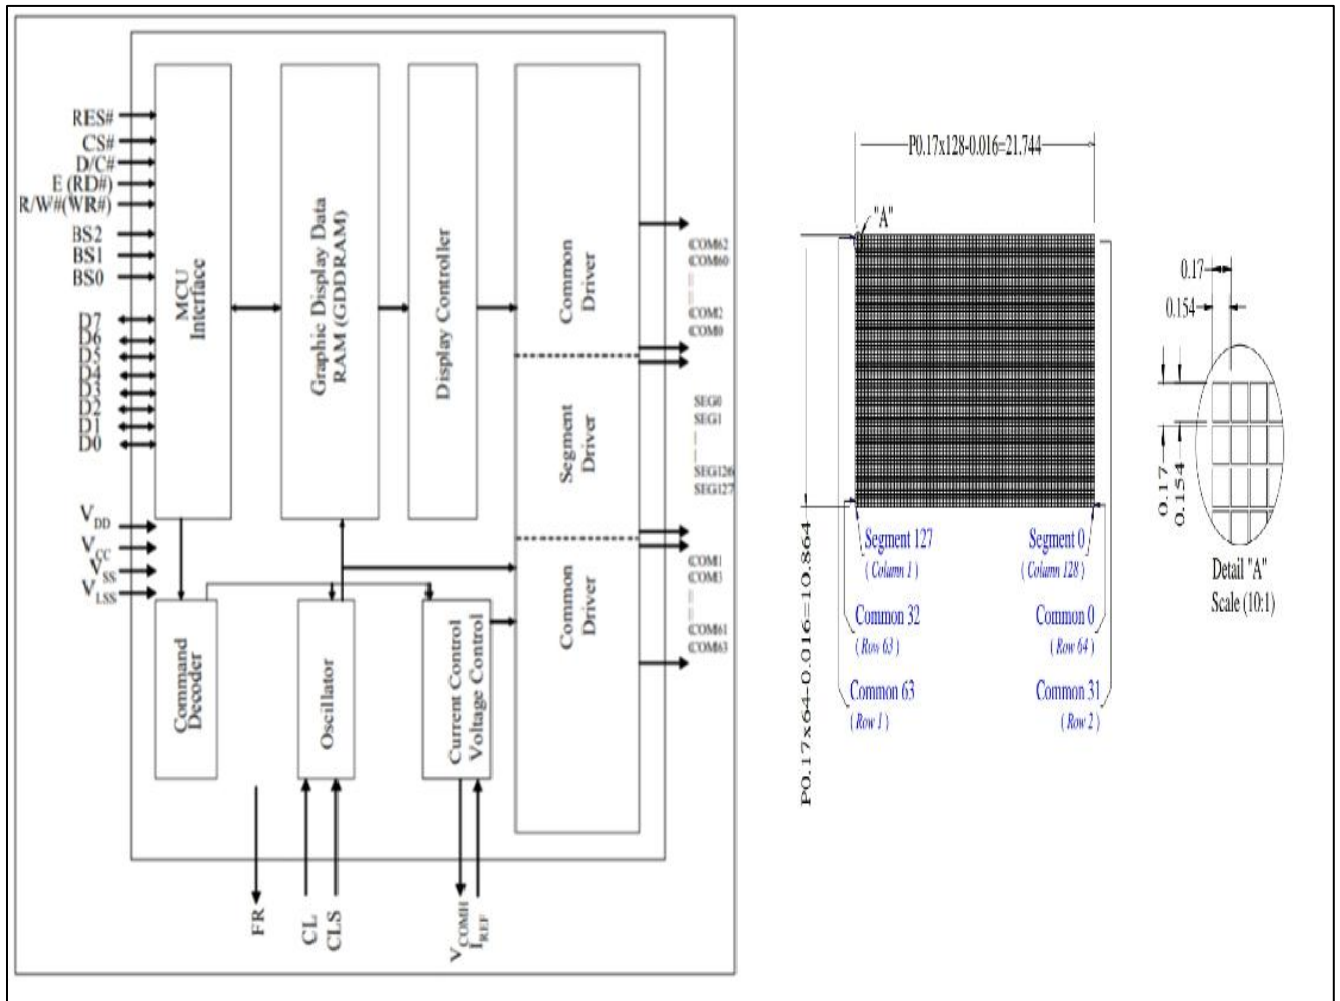 RES#
CS#
D/C#
E (RD#)
R/W#(WR#)
BS2
BS1
BS0
D7
D6
D5
D4
D3
D2
D1
D0
VDD
VCC
VSS
VLSS
MCU
Interface
Graphic Display Data
RAM (GDDRAM)
Display Controller
Common
Driver
Segment
Driver
Common
Driver
Command
Decoder
Oscillator
Current Control
Voltage Control
COM62
COM60
COM2
COM0
SEG0
SEG1
SEG126
SEG127
COM1
COM3
COM61
COM63
FR
CL
CLS
VCOMH
IREF
P0.17x128-0.016=21.744
"A"
P0.17x64-0.016=10.864
Segment 127
( Column 1 )
Segment 0
( Column 128 )
Common 32
( Row 63 )
Common 0
( Row 64 )
Common 63
( Row 1 )
Common 31
( Row 2 )
0.17
0.154
0.17
0.154
Detail "A"
Scale (10:1)